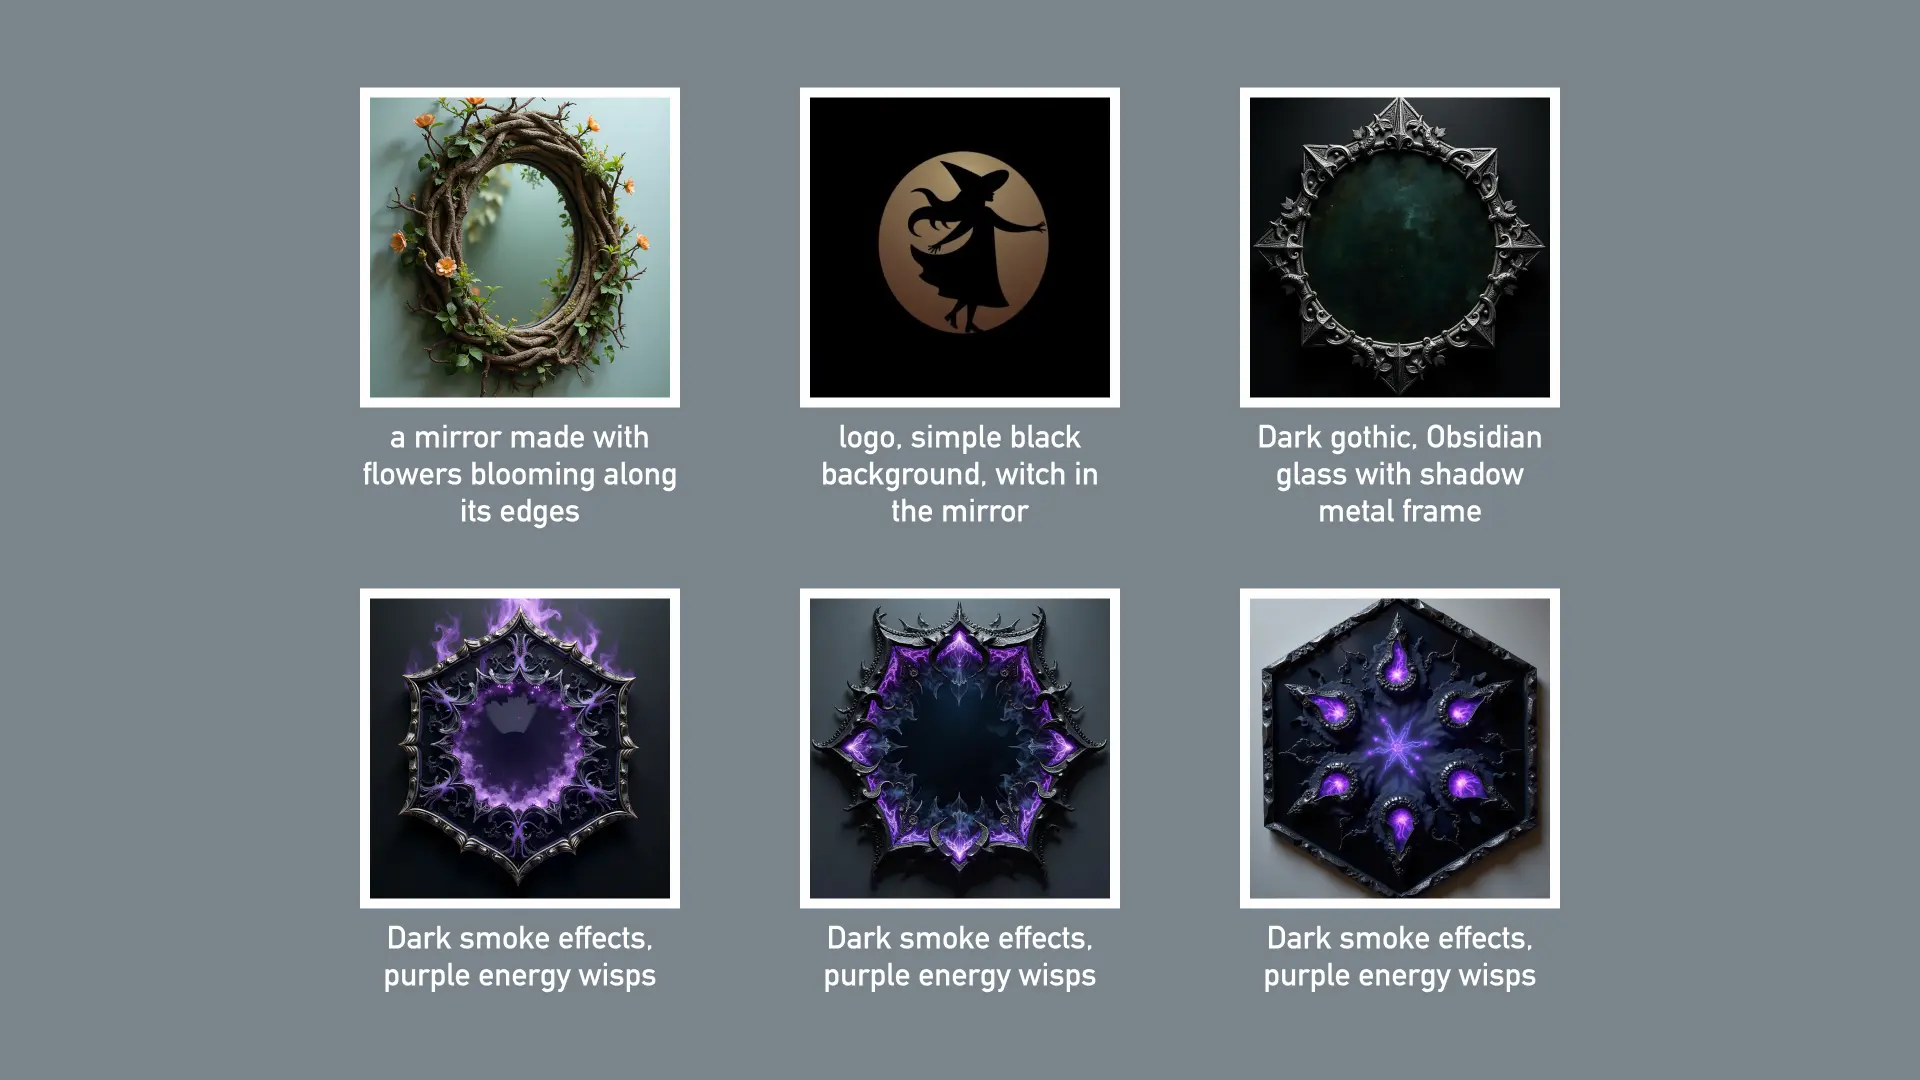 a mirror made with
flowers blooming along
its edges
logo, simple black
background, witch in
the mirror
Dark gothic, Obsidian
glass with shadow
metal frame
Dark smoke effects,
purple energy wisps
Dark smoke effects,
purple energy wisps
Dark smoke effects,
purple energy wisps